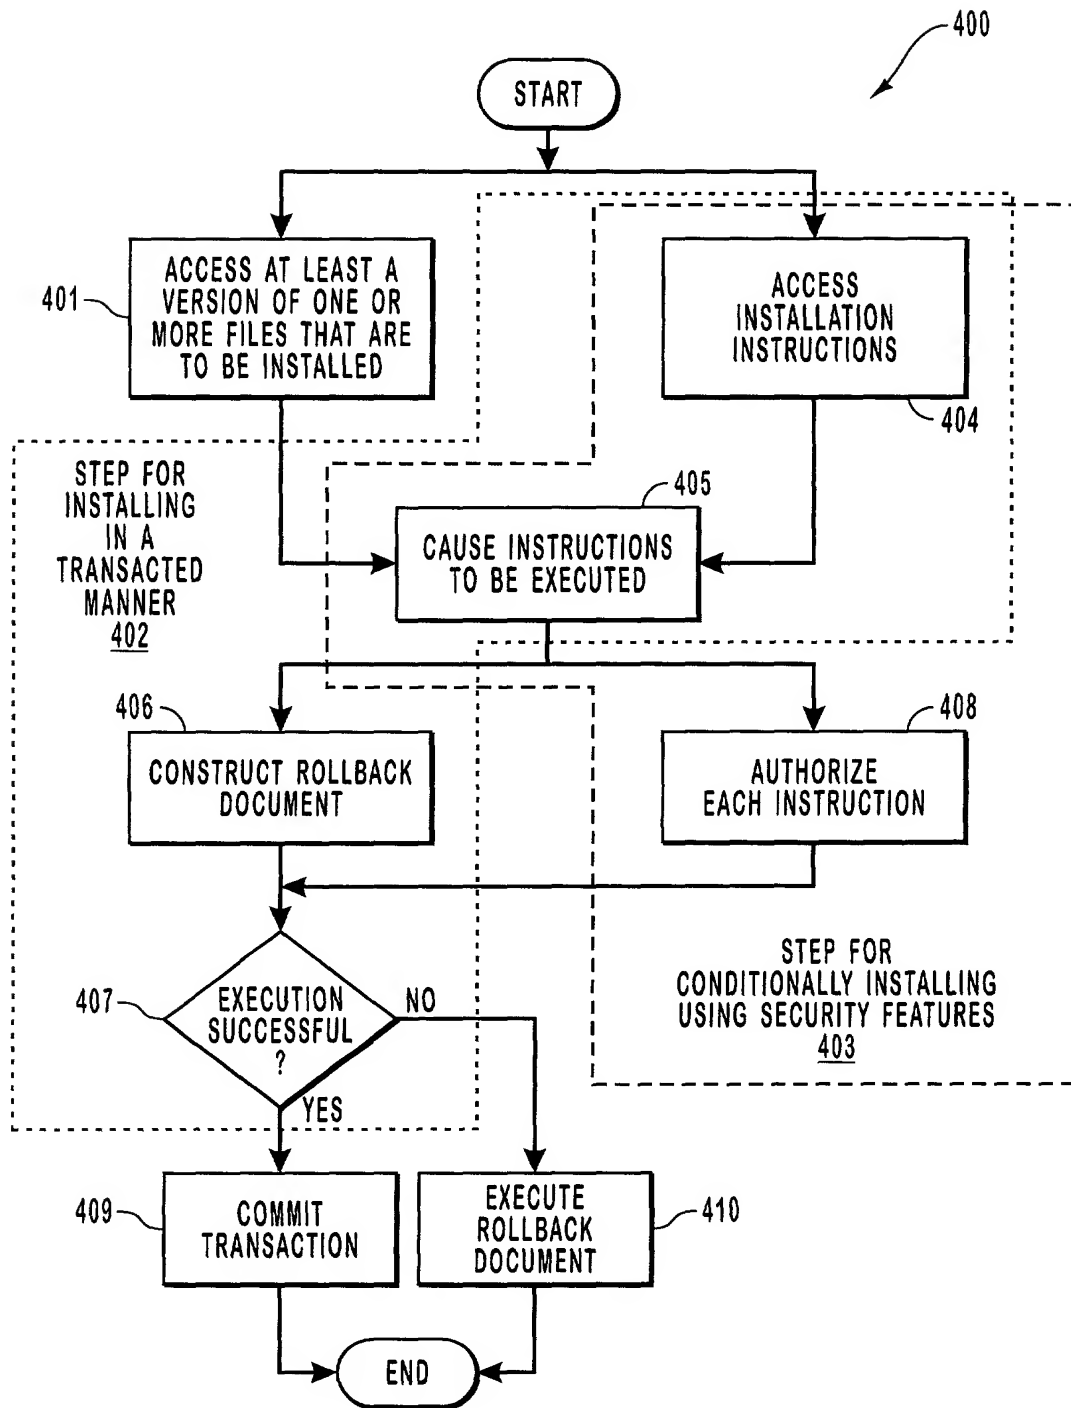 400
START
401
ACCESS AT LEAST A
VERSION OF ONE OR
MORE FILES THAT ARE
TO BE INSTALLED
ACCESS
INSTALLATION
INSTRUCTIONS
404
STEP FOR
INSTALLING
IN A
TRANSACTED
MANNER
402
405
CAUSE INSTRUCTIONS
TO BE EXECUTED
406
CONSTRUCT ROLLBACK
DOCUMENT
408
AUTHORIZE
EACH INSTRUCTION
407
EXECUTION
SUCCESSFUL
?
NO
YES
STEP FOR
CONDITIONALLY INSTALLING
USING SECURITY FEATURES
403
409
COMMIT
TRANSACTION
EXECUTE
ROLLBACK
DOCUMENT
410
END